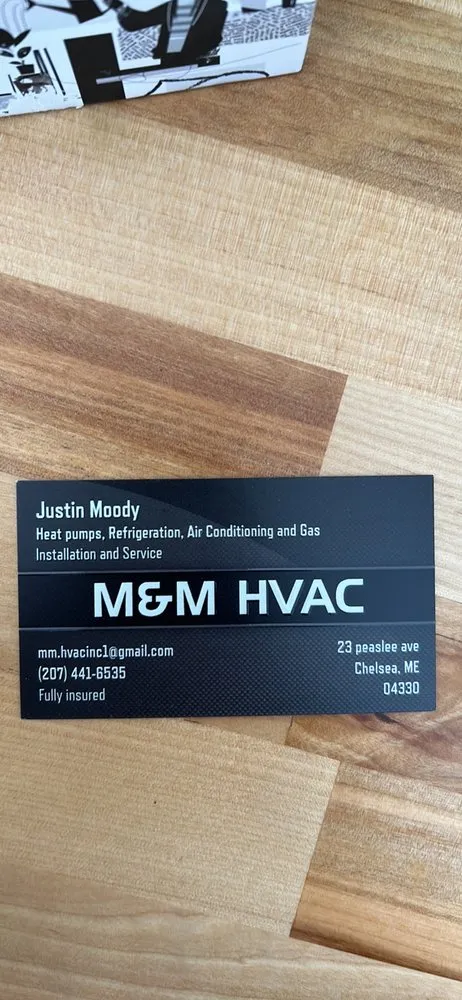 Justin Moody
Heat pumps, Refrigeration, Air Conditioning and Gas
Installation and Service
M&M HVAC
mm.hvacinc1@gmail.com
(207) 441-6535
Fully insured
23 peaslee ave
Chelsea, ME
04330